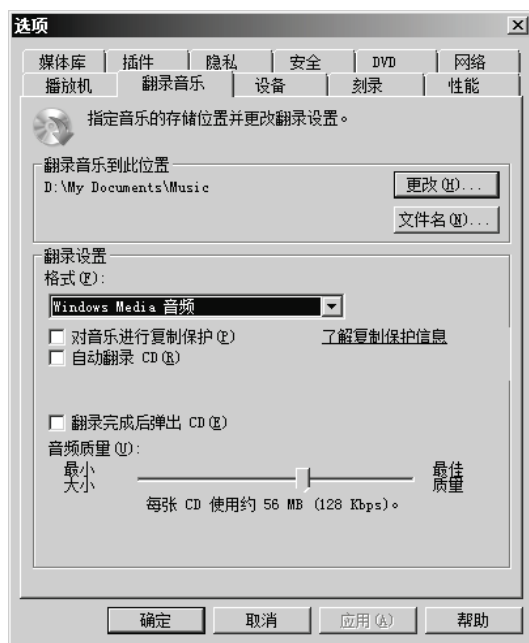 选项
媒体库 插件 隐私 安全 DVD 网络
播放机 翻录音乐 设备 刻录 性能
指定音乐的存储位置并更改翻录设置。
翻录音乐到此位置
D:\My Documents\Music
更改(H)...
文件名(N)...
翻录设置
格式(F):
Windows Media 音频
对音乐进行复制保护(P) 了解复制保护信息
自动翻录 CD(R)
翻录完成后弹出 CD(E)
音频质量(U):
最小 最佳
大小 质量
每张 CD 使用约 56 MB (128 Kbps)。
确定 取消 应用(A) 帮助